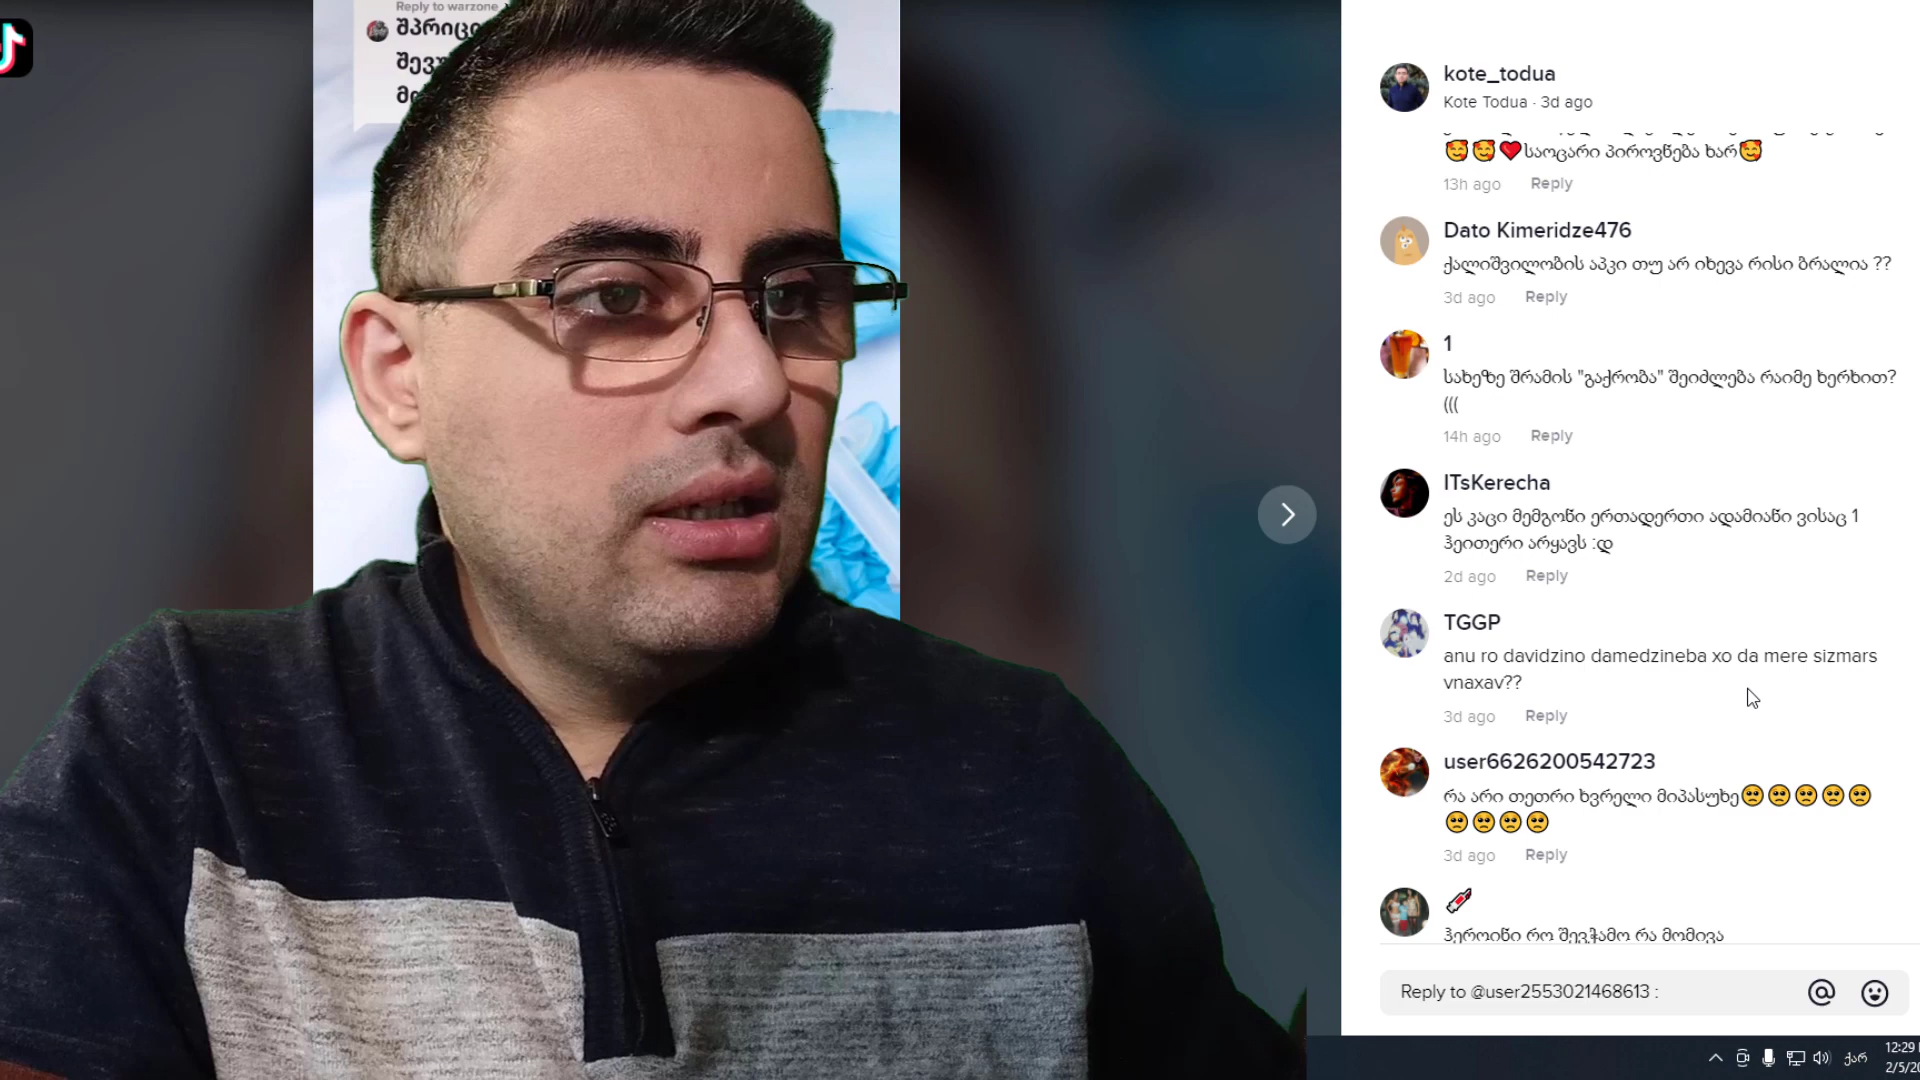 Reply to warzone
kote_todua
Kote Todua · 3d ago
🥰🥰❤️საოცარი პიროვნება ხარ🥰
13h ago Reply
Dato Kimeridze476
ქალიშვილობის აპკი თუ არ იხევა რისი ბრალია ??
3d ago Reply
1
სახეზე შრამის "გაქრობა" შეიძლება რაიმე ხერხით?
(((
14h ago Reply
ITsKerecha
ეს კაცი მემგონი ერთადერთი ადამიანი ვისაც 1
ჰეითერი არყავს :დ
2d ago Reply
TGGP
anu ro davidzino damedzineba xo da mere sizmars
vnaxav??
3d ago Reply
user6626200542723
რა არი თეთრი ხვრელი მიპასუხე🥺🥺🥺🥺🥺
🥺🥺🥺🥺
3d ago Reply
💉
ჰეროინი რო შევჭამო რა მომივა
Reply to @user2553021468613 :
ქარ
12:29